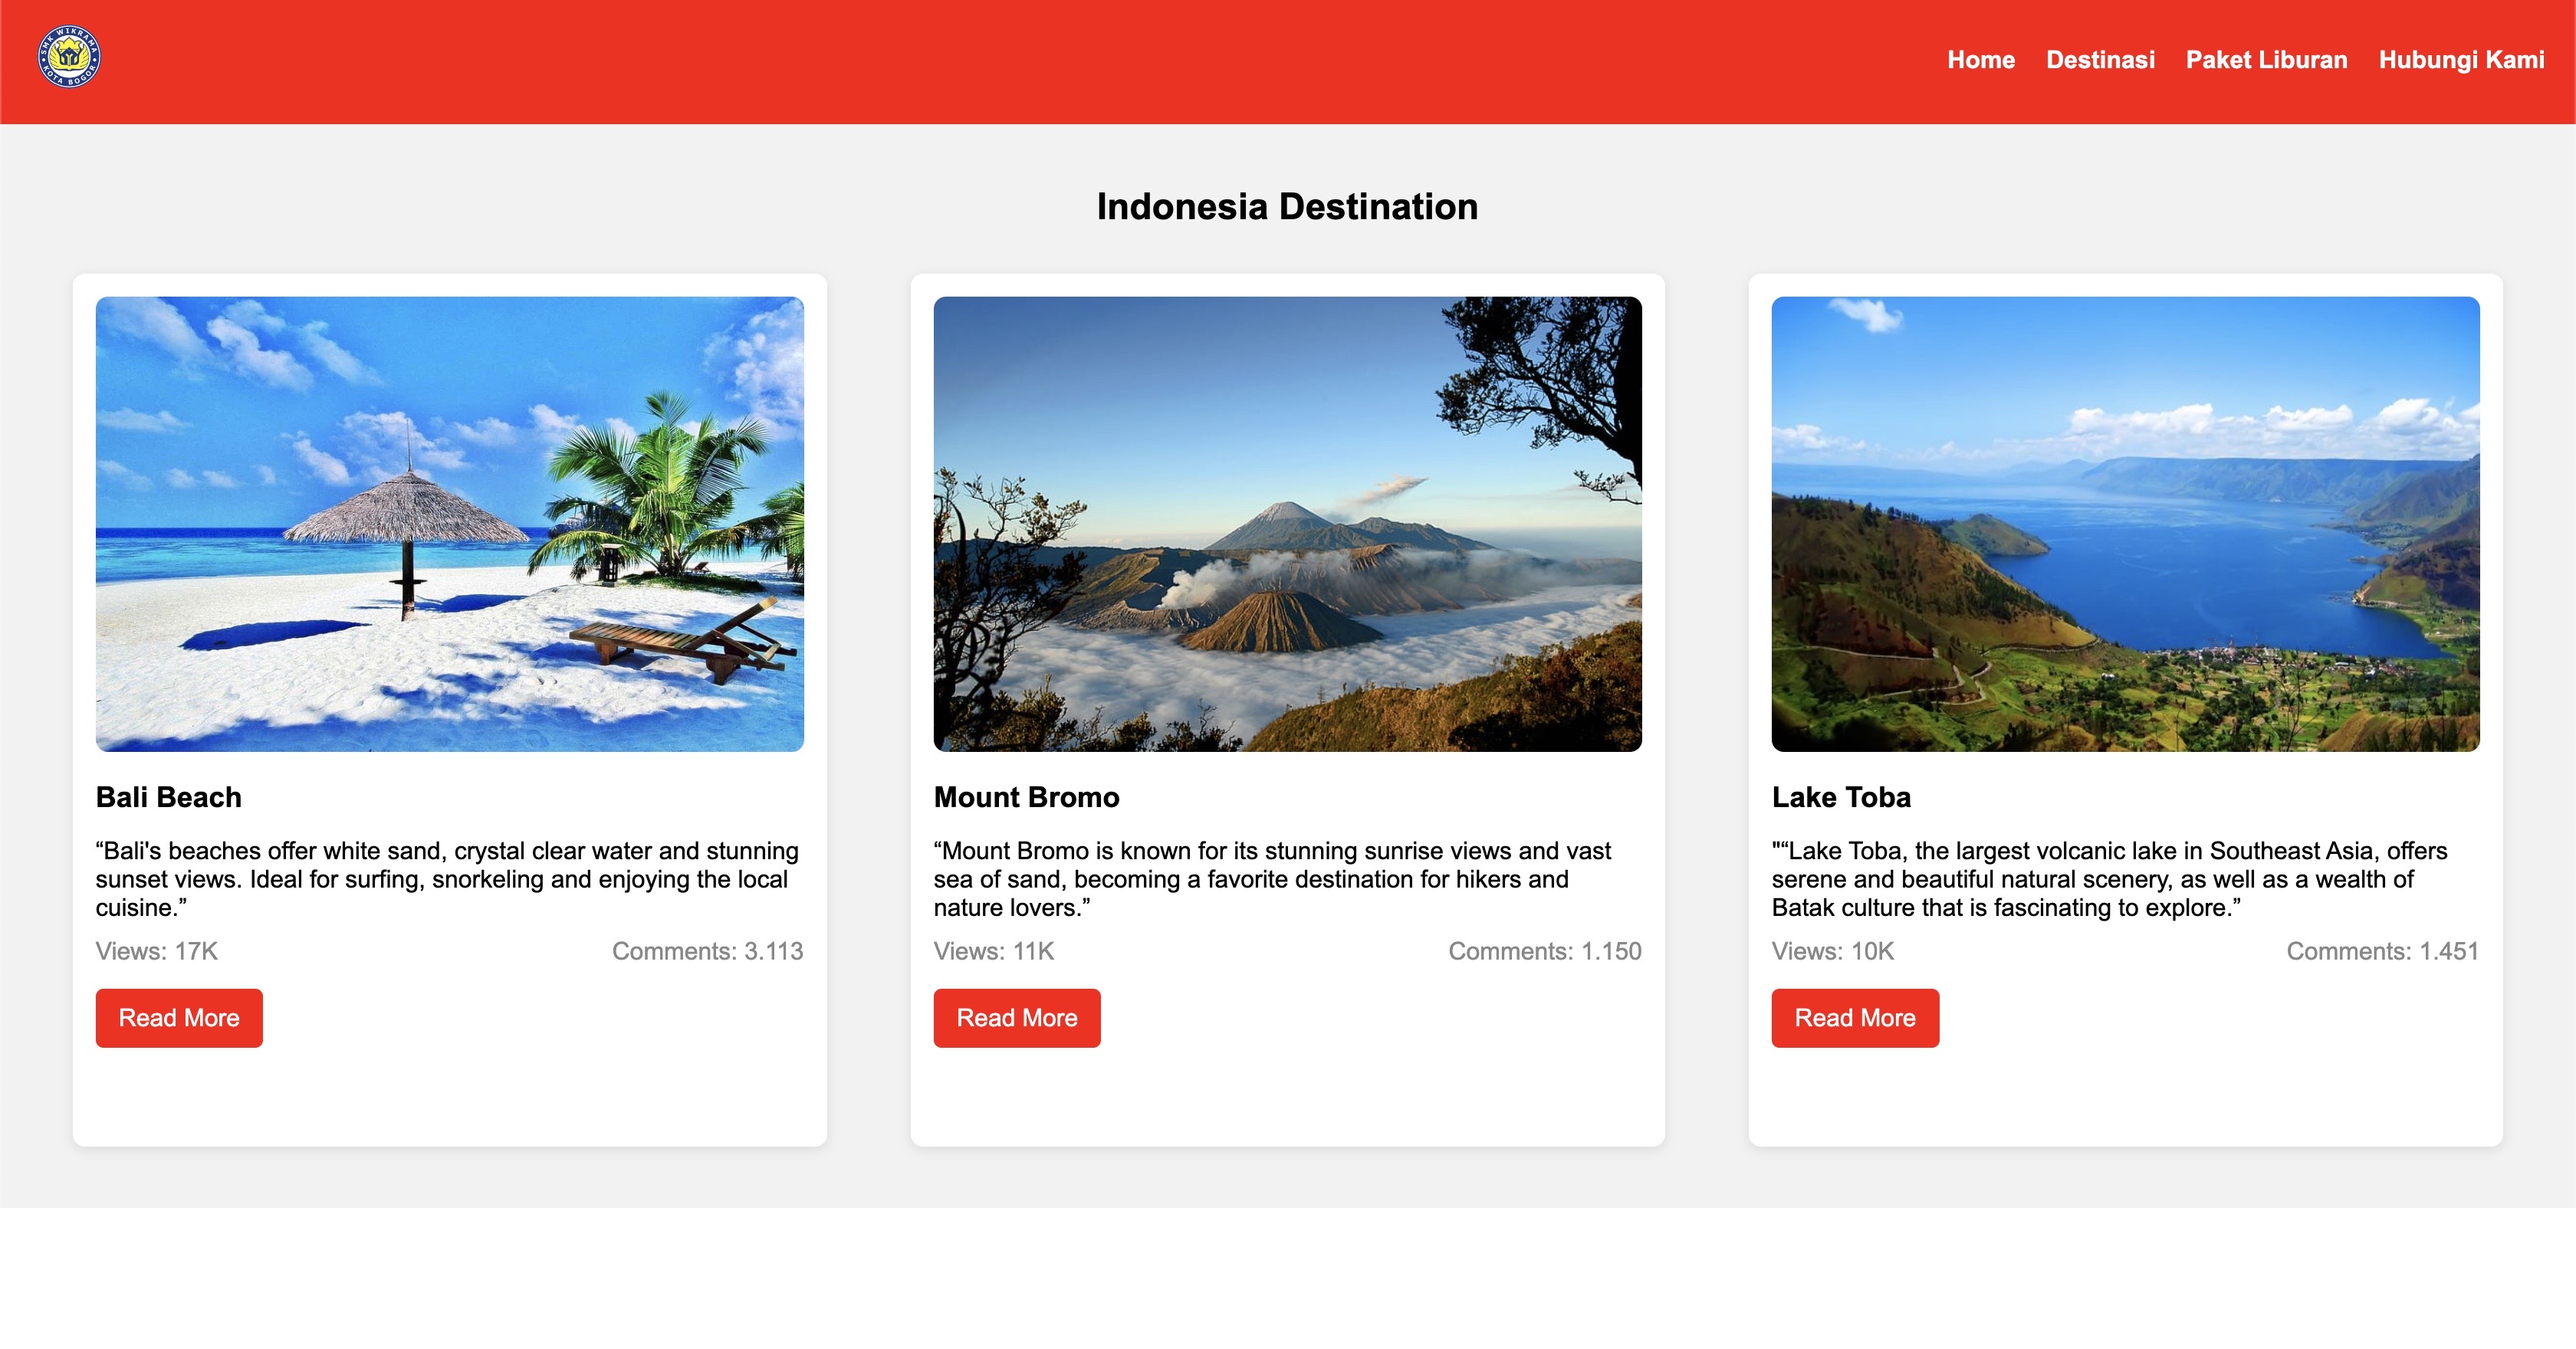 SMK WIKRAMA
KOTA BOGOR
Home Destinasi Paket Liburan Hubungi Kami
Indonesia Destination
Bali Beach
“Bali's beaches offer white sand, crystal clear water and stunning
sunset views. Ideal for surfing, snorkeling and enjoying the local
cuisine.”
Views: 17K Comments: 3.113
Read More
Mount Bromo
“Mount Bromo is known for its stunning sunrise views and vast
sea of sand, becoming a favorite destination for hikers and
nature lovers.”
Views: 11K Comments: 1.150
Read More
Lake Toba
"“Lake Toba, the largest volcanic lake in Southeast Asia, offers
serene and beautiful natural scenery, as well as a wealth of
Batak culture that is fascinating to explore.”
Views: 10K Comments: 1.451
Read More